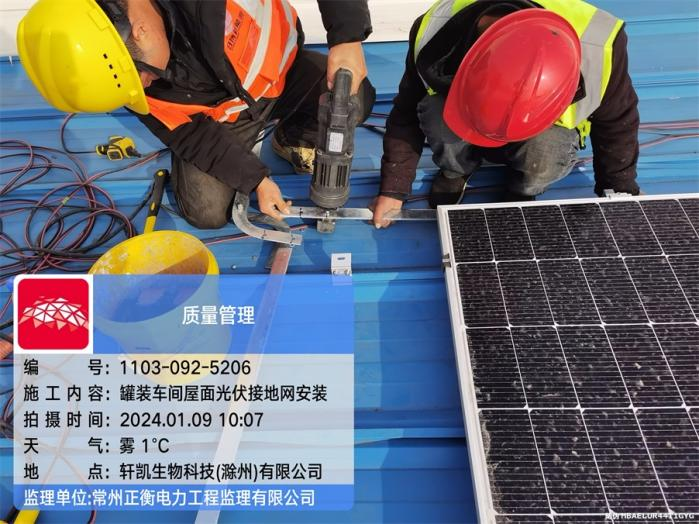 质量管理
编 号：1103-092-5206
施工内容：罐装车间屋面光伏接地网安装
拍摄时间：2024.01.09 10:07
天 气：雾 1℃
地 点：轩凯生物科技(滁州)有限公司
监理单位:常州正衡电力工程监理有限公司